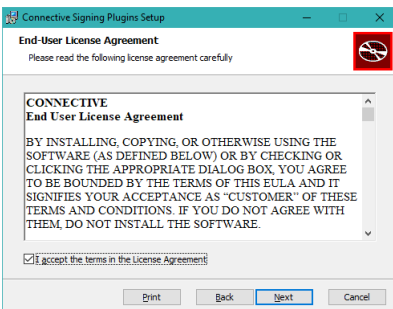 Connective Signing Plugins Setup
End-User License Agreement
Please read the following license agreement carefully
CONNECTIVE
End User License Agreement
BY INSTALLING, COPYING, OR OTHERWISE USING THE
SOFTWARE (AS DEFINED BELOW) OR BY CHECKING OR
CLICKING THE APPROPRIATE DIALOG BOX, YOU AGREE
TO BE BOUNDED BY THE TERMS OF THIS EULA AND IT
SIGNIFIES YOUR ACCEPTANCE AS “CUSTOMER” OF THESE
TERMS AND CONDITIONS. IF YOU DO NOT AGREE WITH
THEM, DO NOT INSTALL THE SOFTWARE.
I accept the terms in the License Agreement
Print Back Next Cancel